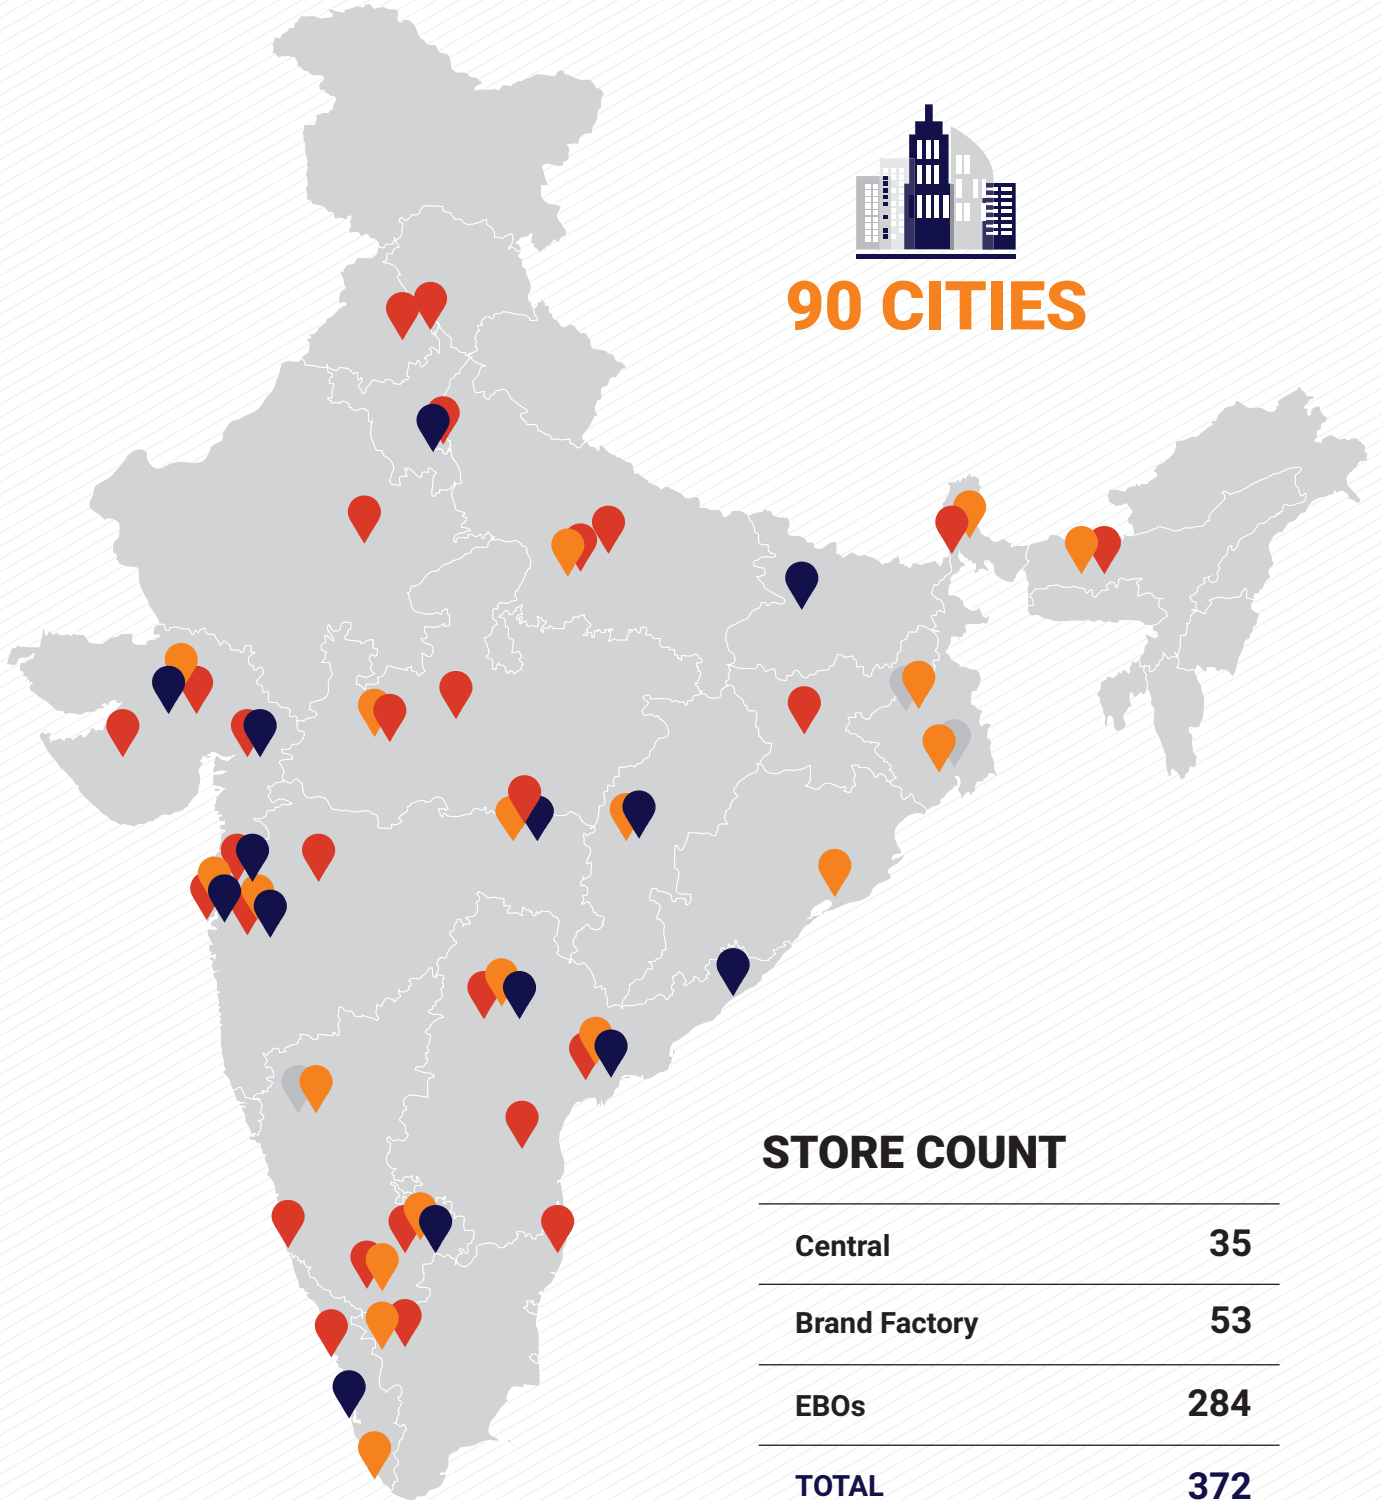 90 CITIES
STORE COUNT
Central 35
Brand Factory 53
EBOs 284
TOTAL 372